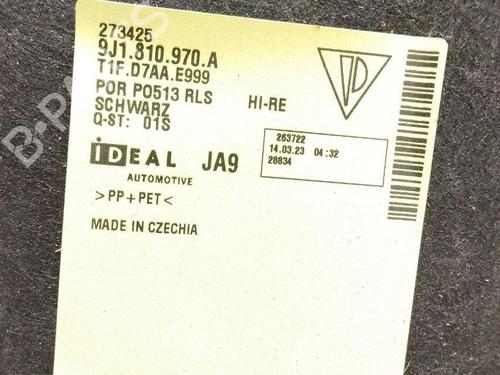 273425
9J1.810.970.A
T1F.D7AA.E999
POR PO513 RLS HI-RE
SCHWARZ
Q-ST: 01S
iDEAL JA9
AUTOMOTIVE
263722
14.03.23 04:32
28834
>PP+PET<
MADE IN CZECHIA